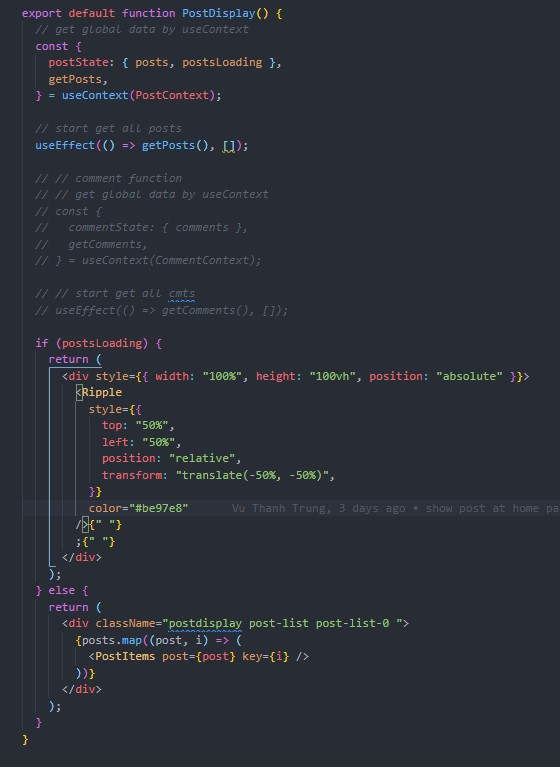 export default function PostDisplay() {
// get global data by useContext
const {
postState: { posts, postsLoading },
getPosts,
} = useContext(PostContext);
// start get all posts
useEffect(() => getPosts(), []);
// // comment function
// // get global data by useContext
// const {
//   commentState: { comments },
//   getComments,
// } = useContext(CommentContext);
// // start get all cmts
// useEffect(() => getComments(), []);
if (postsLoading) {
return (
<div style={{ width: "100%", height: "100vh", position: "absolute" }}>
<Ripple
style={{
top: "50%",
left: "50%",
position: "relative",
transform: "translate(-50%, -50%)",
}}
color="#be97e8" Vu Thanh Trung, 3 days ago • show post at home pa
/>{" "}
;{" "}
</div>
);
} else {
return (
<div className="postdisplay post-list post-list-0 ">
{posts.map((post, i) => (
<PostItems post={post} key={i} />
))}
</div>
);
}
}